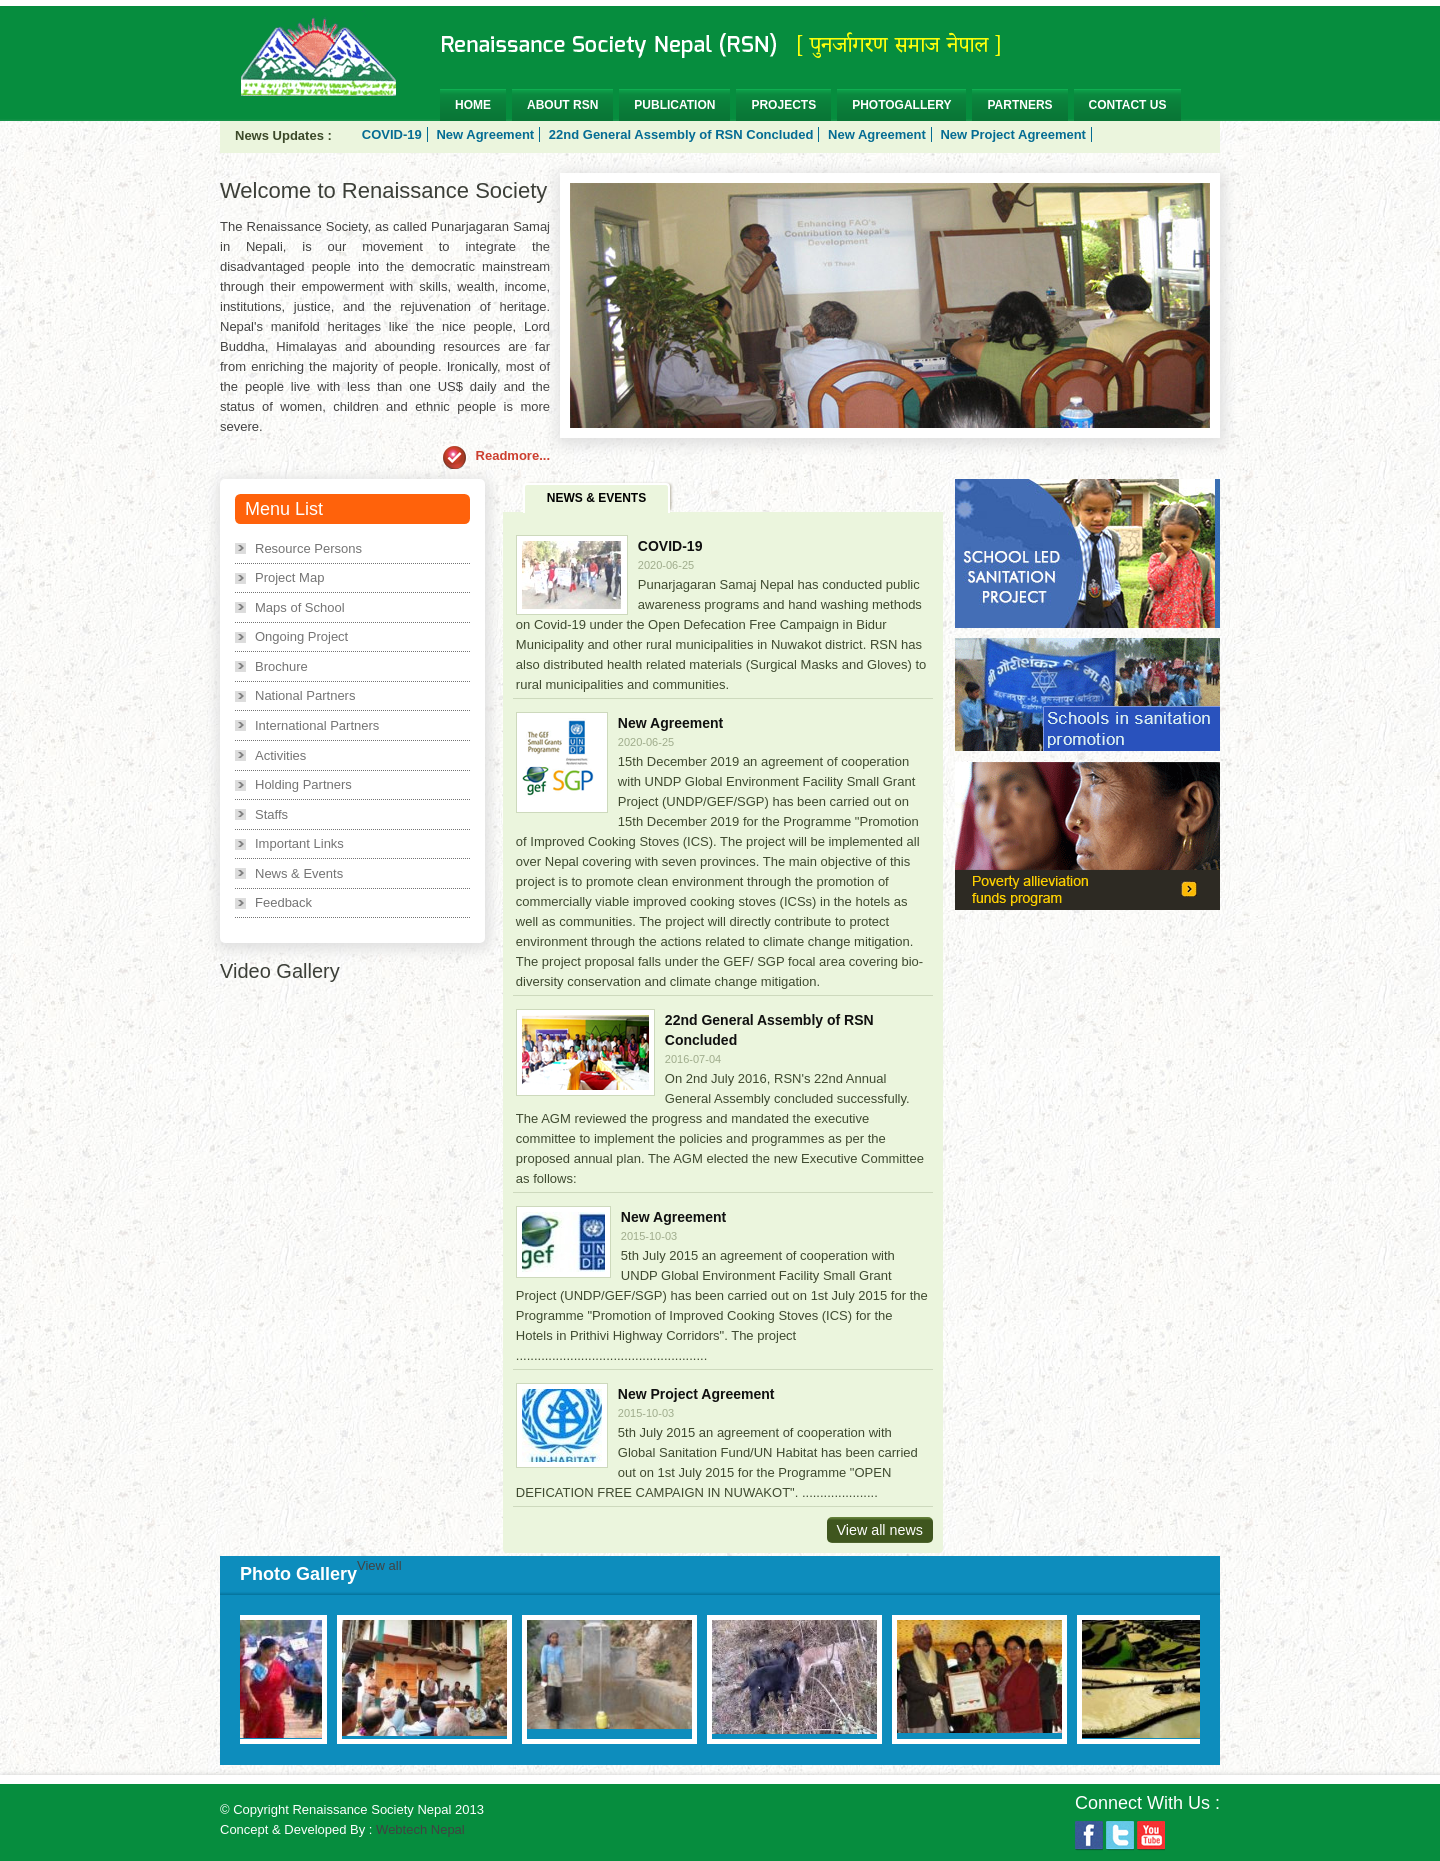 Renaissance Society Nepal (RSN) [ पुनर्जागरण समाज नेपाल ]
HOME ABOUT RSN PUBLICATION PROJECTS PHOTOGALLERY PARTNERS CONTACT US
News Updates : COVID-19 New Agreement 22nd General Assembly of RSN Concluded New Agreement New Project Agreement
Welcome to Renaissance Society
The Renaissance Society, as called Punarjagaran Samaj
in Nepali, is our movement to integrate the
disadvantaged people into the democratic mainstream
through their empowerment with skills, wealth, income,
institutions, justice, and the rejuvenation of heritage.
Nepal's manifold heritages like the nice people, Lord
Buddha, Himalayas and abounding resources are far
from enriching the majority of people. Ironically, most of
the people live with less than one US$ daily and the
status of women, children and ethnic people is more
severe.
Readmore...
Enhancing FAO's
Contribution to Nepal's
Development
Menu List
Resource Persons
Project Map
Maps of School
Ongoing Project
Brochure
National Partners
International Partners
Activities
Holding Partners
Staffs
Important Links
News & Events
Feedback
Video Gallery
NEWS & EVENTS
COVID-19
2020-06-25
Punarjagaran Samaj Nepal has conducted public
awareness programs and hand washing methods
on Covid-19 under the Open Defecation Free Campaign in Bidur
Municipality and other rural municipalities in Nuwakot district. RSN has
also distributed health related materials (Surgical Masks and Gloves) to
rural municipalities and communities.
The GEF
Small Grants
Programme
U N
D P
gef SGP
New Agreement
2020-06-25
15th December 2019 an agreement of cooperation
with UNDP Global Environment Facility Small Grant
Project (UNDP/GEF/SGP) has been carried out on
15th December 2019 for the Programme "Promotion
of Improved Cooking Stoves (ICS). The project will be implemented all
over Nepal covering with seven provinces. The main objective of this
project is to promote clean environment through the promotion of
commercially viable improved cooking stoves (ICSs) in the hotels as
well as communities. The project will directly contribute to protect
environment through the actions related to climate change mitigation.
The project proposal falls under the GEF/ SGP focal area covering bio-
diversity conservation and climate change mitigation.
22nd General Assembly of RSN
Concluded
2016-07-04
On 2nd July 2016, RSN's 22nd Annual
General Assembly concluded successfully.
The AGM reviewed the progress and mandated the executive
committee to implement the policies and programmes as per the
proposed annual plan. The AGM elected the new Executive Committee
as follows:
gef
U N
D P
New Agreement
2015-10-03
5th July 2015 an agreement of cooperation with
UNDP Global Environment Facility Small Grant
Project (UNDP/GEF/SGP) has been carried out on 1st July 2015 for the
Programme "Promotion of Improved Cooking Stoves (ICS) for the
Hotels in Prithivi Highway Corridors". The project
.....................................................
UN-HABITAT
New Project Agreement
2015-10-03
5th July 2015 an agreement of cooperation with
Global Sanitation Fund/UN Habitat has been carried
out on 1st July 2015 for the Programme "OPEN
DEFICATION FREE CAMPAIGN IN NUWAKOT". .....................
View all news
SCHOOL LED
SANITATION
PROJECT
Schools in sanitation
promotion
Poverty allieviation
funds program
Photo Gallery View all
© Copyright Renaissance Society Nepal 2013
Concept & Developed By : Webtech Nepal
Connect With Us :
f t You
Tube